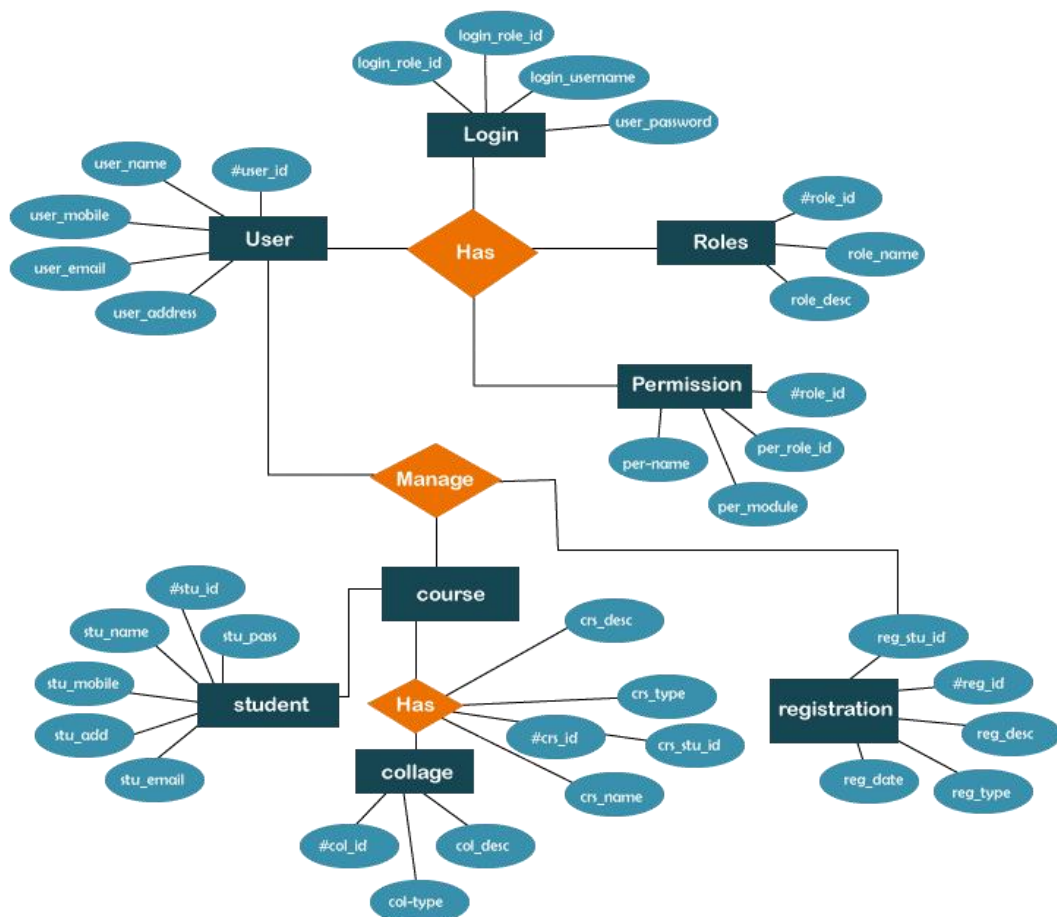 login_role_id
login_role_id
login_username
user_password
Login
user_name
#user_id
user_mobile
User
user_email
user_address
Has
Roles
#role_id
role_name
role_desc
Permission
#role_id
per_role_id
per-name
per_module
Manage
course
#stu_id
stu_name
stu_pass
stu_mobile
student
stu_add
stu_email
crs_desc
crs_type
Has
#crs_id
crs_stu_id
crs_name
collage
#col_id
col_desc
col-type
reg_stu_id
#reg_id
registration
reg_desc
reg_date
reg_type